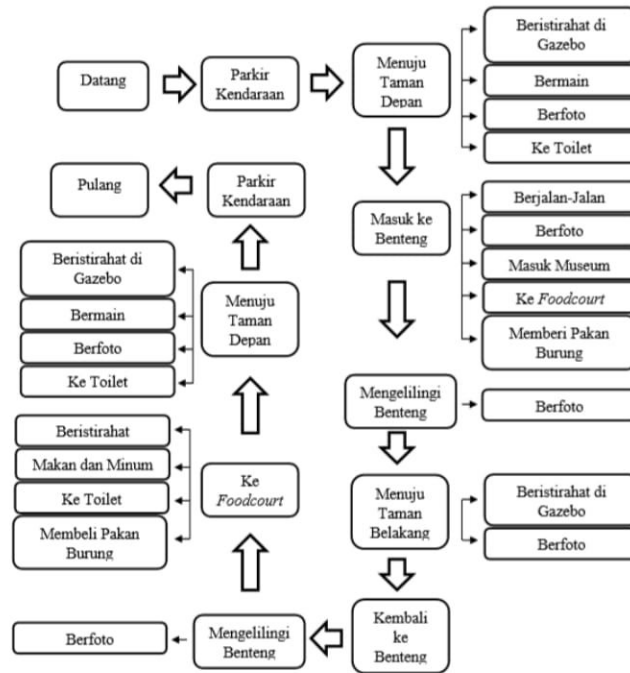 Datang
Parkir
Kendaraan
Menuju
Taman
Depan
Beristirahat di
Gazebo
Bermain
Berfoto
Ke Toilet
Masuk ke
Benteng
Berjalan-Jalan
Berfoto
Masuk Museum
Ke Foodcourt
Memberi Pakan
Burung
Mengelilingi
Benteng
Berfoto
Menuju
Taman
Belakang
Beristirahat di
Gazebo
Berfoto
Kembali
ke
Benteng
Mengelilingi
Benteng
Berfoto
Ke
Foodcourt
Beristirahat
Makan dan Minum
Ke Toilet
Membeli Pakan
Burung
Menuju
Taman
Depan
Beristirahat di
Gazebo
Bermain
Berfoto
Ke Toilet
Parkir
Kendaraan
Pulang